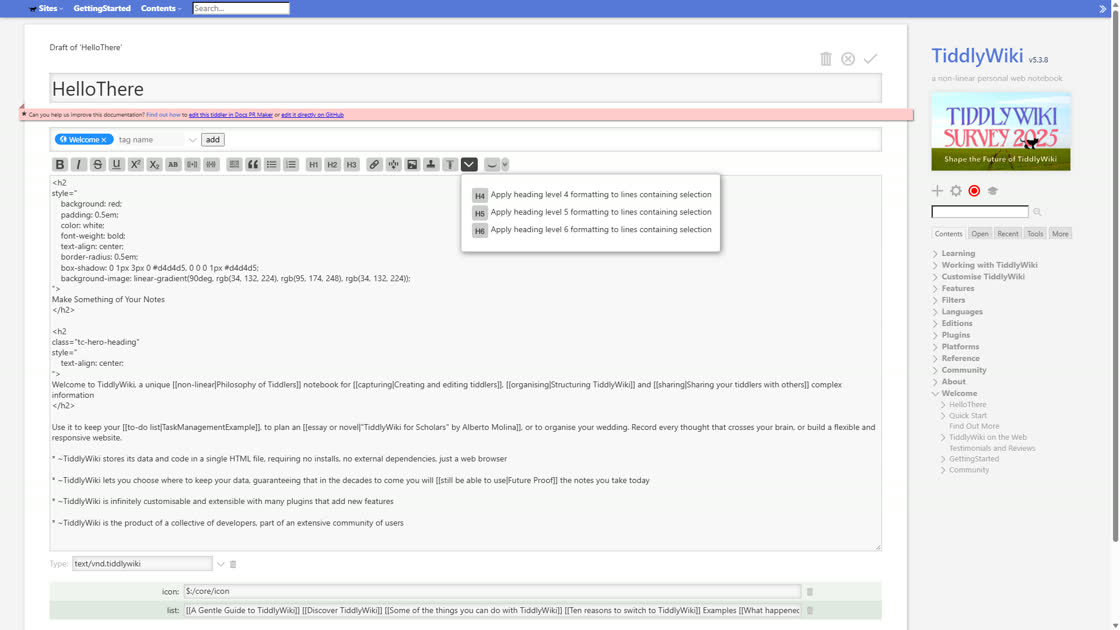 Sites
GettingStarted
Contents
Search...
Draft of 'HelloThere'
HelloThere
Can you help us improve this documentation? Find out how to edit this tiddler in Docs PR Maker or edit it directly on GitHub
Welcome × tag name add
B I S U X² X₂ AB
H1 H2 H3
H4 Apply heading level 4 formatting to lines containing selection
H5 Apply heading level 5 formatting to lines containing selection
H6 Apply heading level 6 formatting to lines containing selection
<h2
style="
background: red;
padding: 0.5em;
color: white;
font-weight: bold;
text-align: center;
border-radius: 0.5em;
box-shadow: 0 1px 3px 0 #d4d4d5, 0 0 0 1px #d4d4d5;
background-image: linear-gradient(90deg, rgb(34, 132, 224), rgb(95, 174, 248), rgb(34, 132, 224));
">
Make Something of Your Notes
</h2>
<h2
class="tc-hero-heading"
style="
text-align: center;
">
Welcome to TiddlyWiki, a unique [[non-linear|Philosophy of Tiddlers]] notebook for [[capturing|Creating and editing tiddlers]], [[organising|Structuring TiddlyWiki]] and [[sharing|Sharing your tiddlers with others]] complex
information
</h2>
Use it to keep your [[to-do list|TaskManagementExample]], to plan an [[essay or novel|"TiddlyWiki for Scholars" by Alberto Molina]], or to organise your wedding. Record every thought that crosses your brain, or build a flexible and
responsive website.
* ~TiddlyWiki stores its data and code in a single HTML file, requiring no installs, no external dependencies, just a web browser
* ~TiddlyWiki lets you choose where to keep your data, guaranteeing that in the decades to come you will [[still be able to use|Future Proof]] the notes you take today
* ~TiddlyWiki is infinitely customisable and extensible with many plugins that add new features
* ~TiddlyWiki is the product of a collective of developers, part of an extensive community of users
Type: text/vnd.tiddlywiki
icon: $:/core/icon
list: [[A Gentle Guide to TiddlyWiki]] [[Discover TiddlyWiki]] [[Some of the things you can do with TiddlyWiki]] [[Ten reasons to switch to TiddlyWiki]] Examples [[What happened
TiddlyWiki v5.3.8
a non-linear personal web notebook
TIDDLYWIKI
SURVEY 2025
Shape the Future of TiddlyWiki
Contents Open Recent Tools More
Learning
Working with TiddlyWiki
Customise TiddlyWiki
Features
Filters
Languages
Editions
Plugins
Platforms
Reference
Community
About
Welcome
HelloThere
Quick Start
Find Out More
TiddlyWiki on the Web
Testimonials and Reviews
GettingStarted
Community